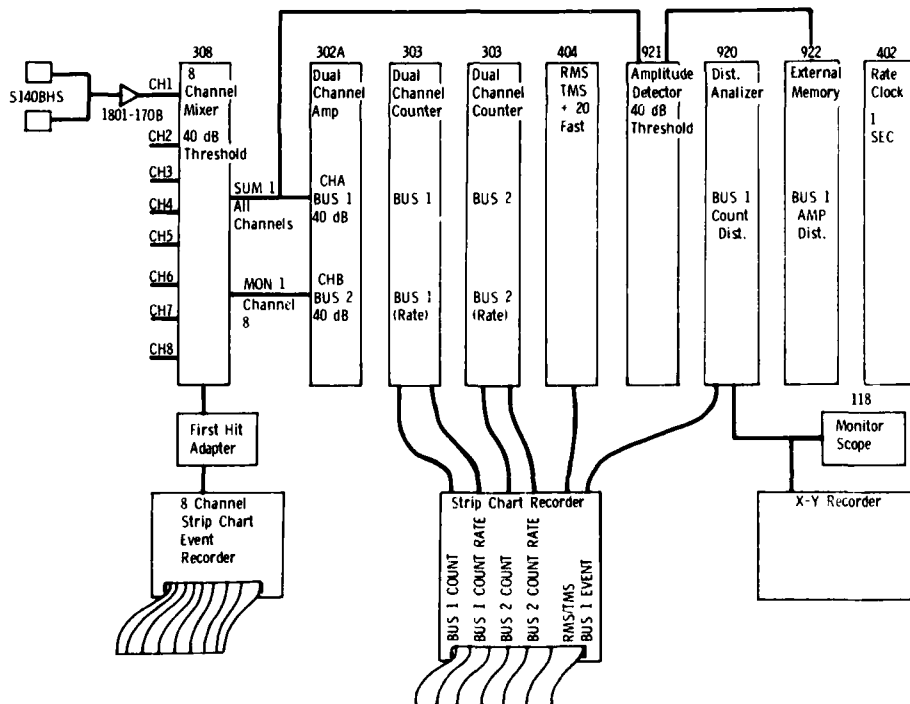 308
302A
303
303
404
921
920
922
402
S140BHS
1801-170B
CH1
CH2
CH3
CH4
CH5
CH6
CH7
CH8
8
Channel
Mixer
40 dB
Threshold
SUM 1
All
Channels
MON 1
Channel
8
Dual
Channel
Amp
CHA
BUS 1
40 dB
CHB
BUS 2
40 dB
Dual
Channel
Counter
BUS 1
BUS 1
(Rate)
Dual
Channel
Counter
BUS 2
BUS 2
(Rate)
RMS
TMS
+ 20
Fast
Amplitude
Detector
40 dB
Threshold
Dist.
Analizer
BUS 1
Count
Dist.
External
Memory
BUS 1
AMP
Dist.
Rate
Clock
1
SEC
118
Monitor
Scope
First Hit
Adapter
8 Channel
Strip Chart
Event
Recorder
Strip Chart Recorder
BUS 1 COUNT
BUS 1 COUNT RATE
BUS 2 COUNT
BUS 2 COUNT RATE
RMS/TMS
BUS 1 EVENT
X-Y Recorder